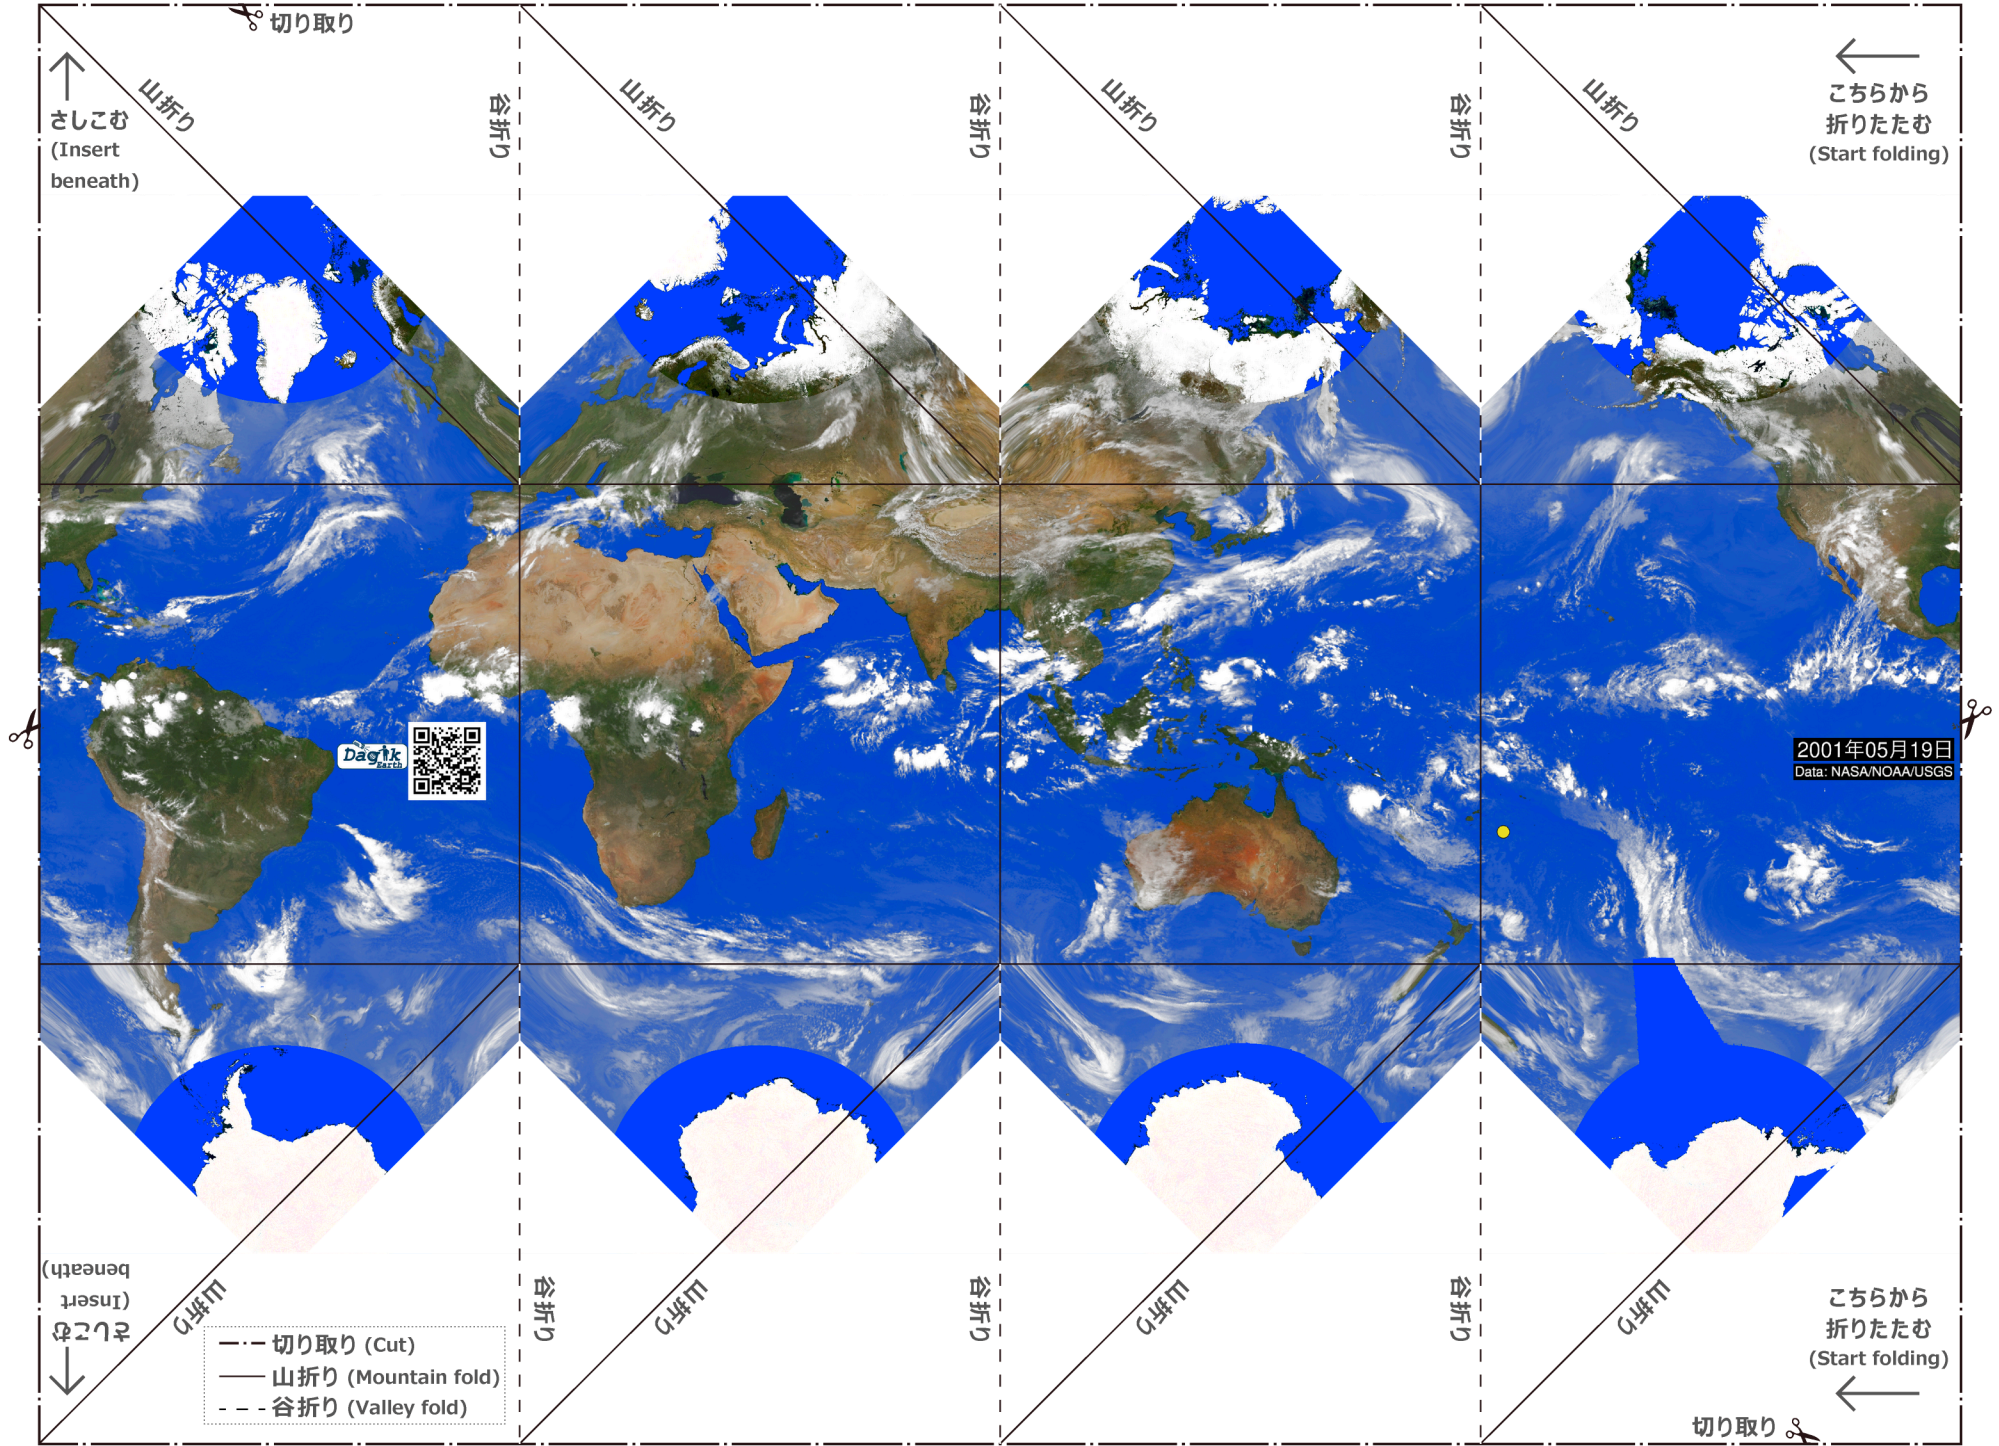 切り取り
山折り
山折り
山折り
山折り
谷折り
谷折り
谷折り
さしこむ
(Insert
beneath)
こちらから
折りたたむ
(Start folding)
Dagik
Earth
2001年05月19日
Data: NASA/NOAA/USGS
さしこむ
(Insert
beneath)
山折り
山折り
山折り
山折り
谷折り
谷折り
谷折り
こちらから
折りたたむ
(Start folding)
切り取り (Cut)
山折り (Mountain fold)
谷折り (Valley fold)
切り取り